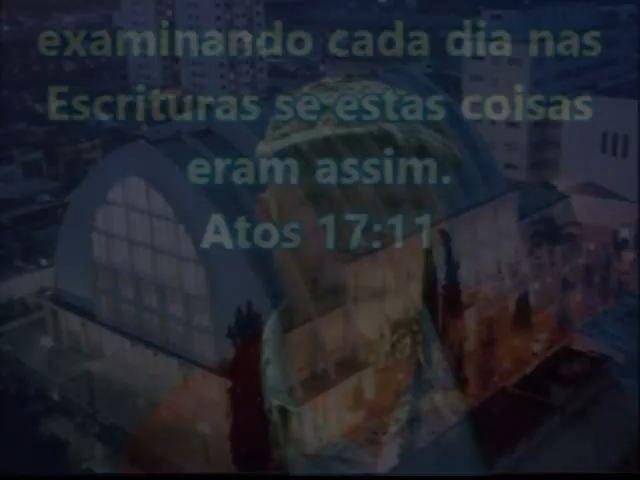 examinando cada dia nas
Escrituras se estas coisas
eram assim.
Atos 17:11